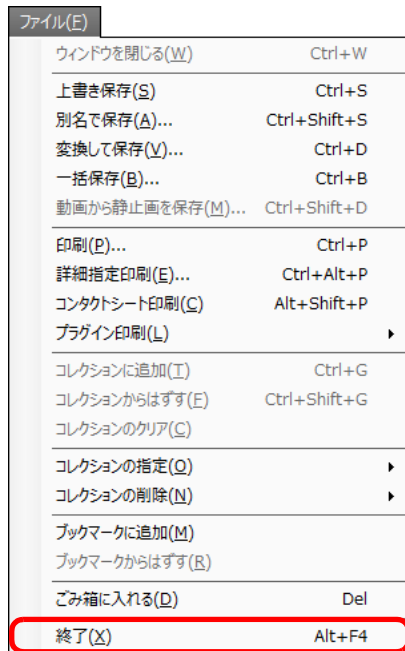 ファイル(F)
ウィンドウを閉じる(W) Ctrl+W
上書き保存(S) Ctrl+S
別名で保存(A)... Ctrl+Shift+S
変換して保存(V)... Ctrl+D
一括保存(B)... Ctrl+B
動画から静止画を保存(M)... Ctrl+Shift+D
印刷(P)... Ctrl+P
詳細指定印刷(E)... Ctrl+Alt+P
コンタクトシート印刷(C) Alt+Shift+P
プラグイン印刷(L)
コレクションに追加(T) Ctrl+G
コレクションからはずす(F) Ctrl+Shift+G
コレクションのクリア(C)
コレクションの指定(O)
コレクションの削除(N)
ブックマークに追加(M)
ブックマークからはずす(R)
ごみ箱に入れる(D) Del
終了(X) Alt+F4